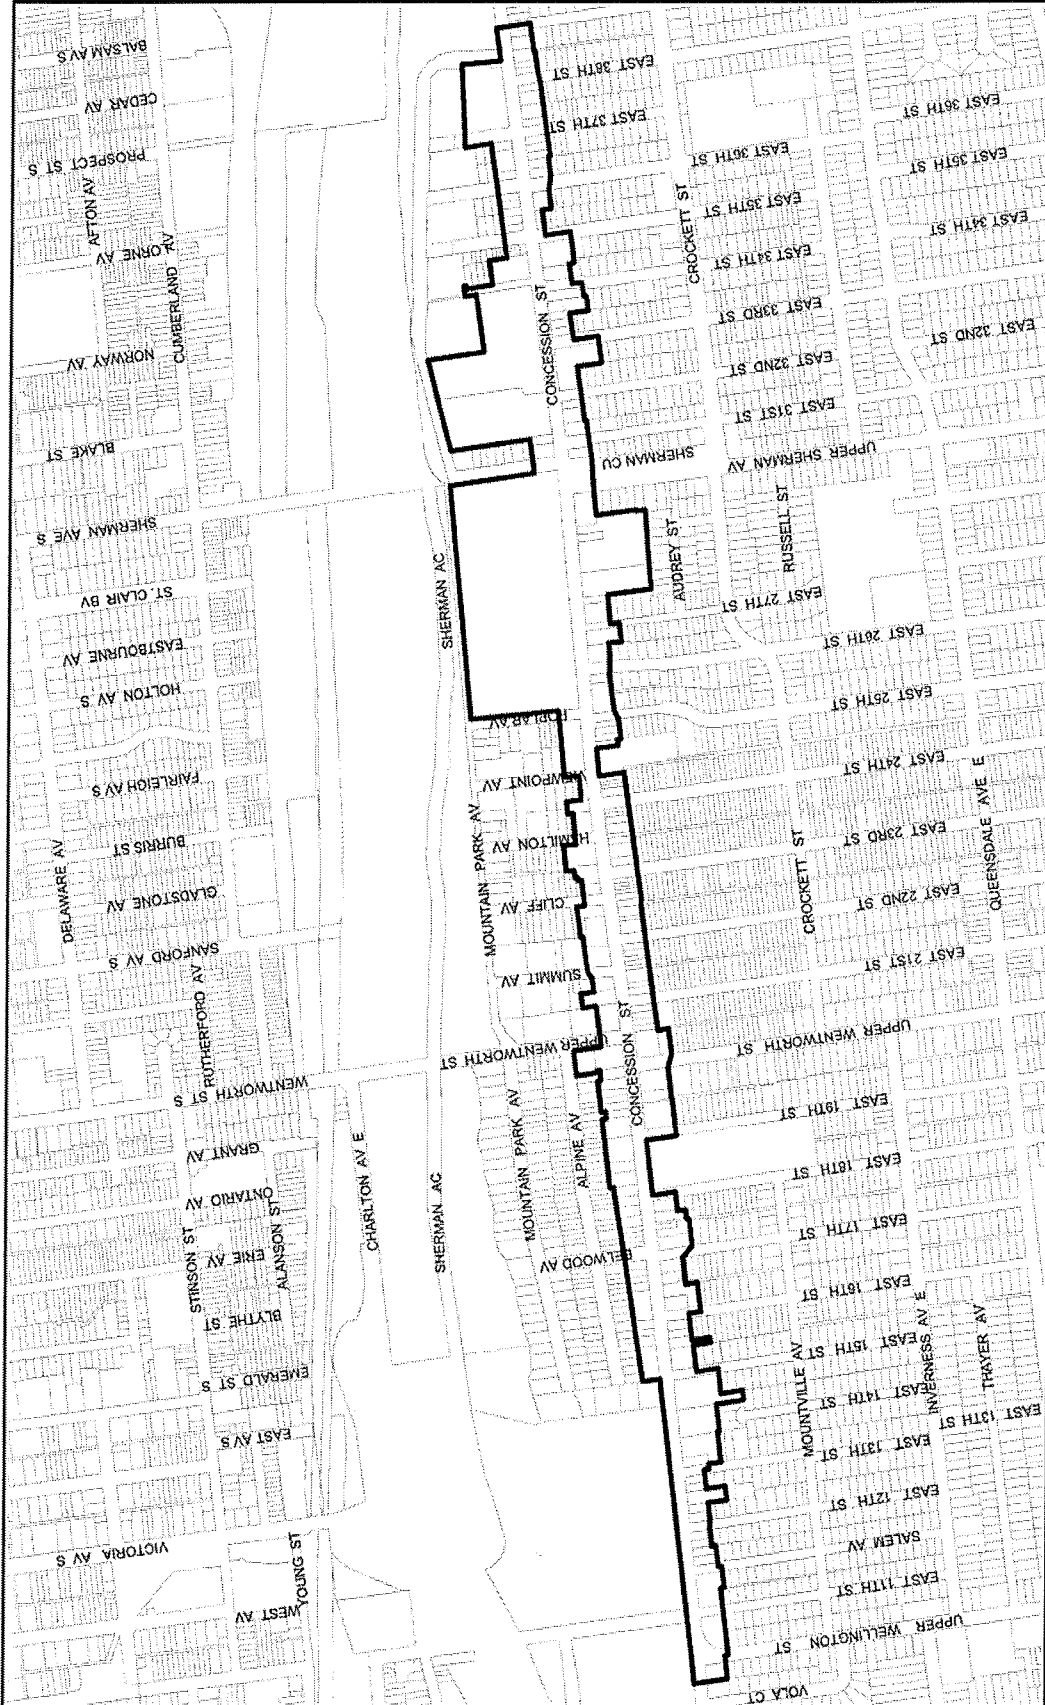 BALSAM AV S
CEDAR AV
PROSPECT ST S
AFTON AV
LORNE AV
CUMBERLAND AV
NORWAY AV
BLAKE ST
SHERMAN AVE S
ST. CLAIR BV
EASTBOURNE AV
HOLTON AV S
FAIRLEIGH AV S
BURRIS ST
DELAWARE AV
GLADSTONE AV
SANFORD AV S
RUTHERFORD AV
WENTWORTH ST S
GRANT AV
ONTARIO AV
STINSON ST
ERIE AV
ALANSON ST
BLYTHE ST
EMERALD ST S
EAST AV S
VICTORIA AV S
YOUNG ST
WEST AV
CHARLTON AV E
SHERMAN AC
SHERMAN AC
MOUNTAIN PARK AV
MOUNTAIN PARK AV
POPLAR AV
VIEWPOINT AV
HAMILTON AV
CLIFF AV
SUMMIT AV
UPPER WENTWORTH ST
ALPINE AV
BELWOOD AV
CONCESSION ST
CONCESSION ST
EAST 38TH ST
EAST 37TH ST
EAST 36TH ST
EAST 36TH ST
EAST 35TH ST
EAST 35TH ST
CROCKETT ST
EAST 34TH ST
EAST 34TH ST
EAST 33RD ST
EAST 32ND ST
EAST 32ND ST
EAST 31ST ST
SHERMAN CU
UPPER SHERMAN AV
RUSSELL ST
AUDREY ST
EAST 27TH ST
EAST 26TH ST
EAST 25TH ST
EAST 24TH ST
QUEENSDALE AVE E
EAST 23RD ST
CROCKETT ST
EAST 22ND ST
EAST 21ST ST
UPPER WENTWORTH ST
EAST 19TH ST
EAST 18TH ST
EAST 17TH ST
EAST 16TH ST
EAST 15TH ST
INVERNESS AV E
THAYER AV
MOUNTVILLE AV
EAST 14TH ST
EAST 13TH ST
EAST 13TH ST
EAST 12TH ST
SALEM AV
EAST 11TH ST
UPPER WELLINGTON ST
VOLA CT